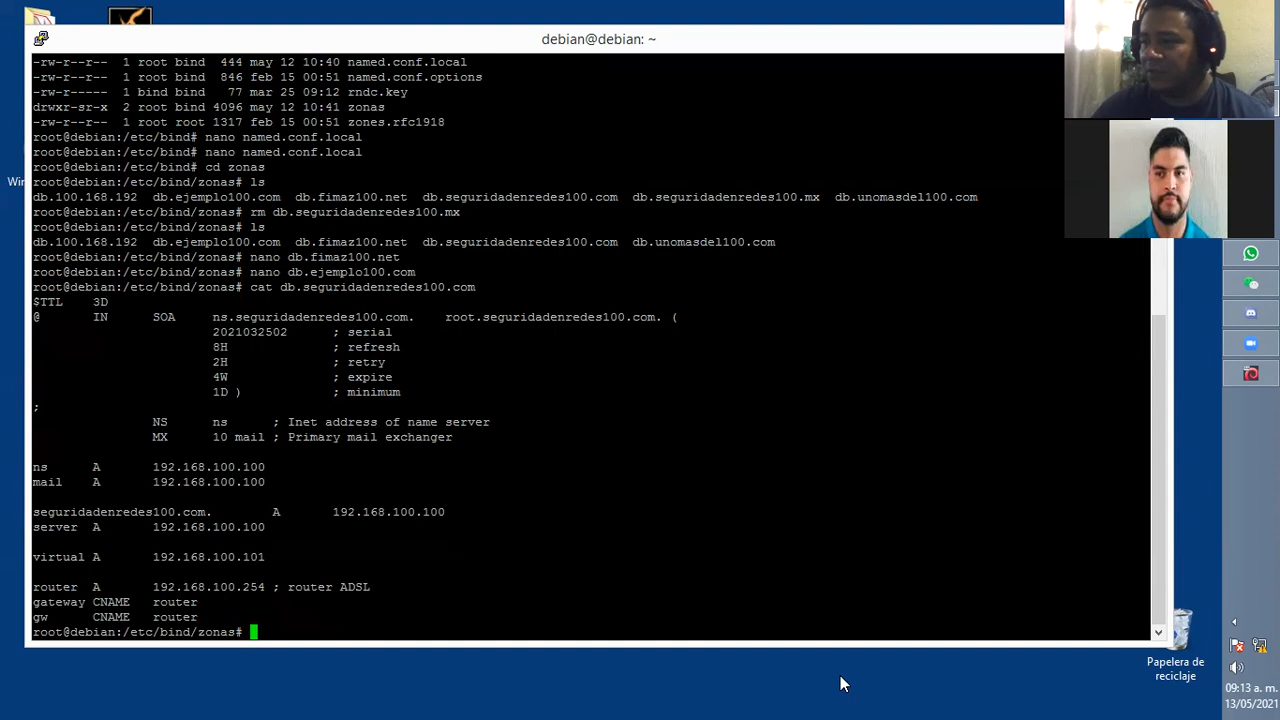 debian@debian: ~
-rw-r--r-- 1 root bind 444 may 12 10:40 named.conf.local
-rw-r--r-- 1 root bind 846 feb 15 00:51 named.conf.options
-rw-r----- 1 bind bind 77 mar 25 09:12 rndc.key
drwxr-sr-x 2 root bind 4096 may 12 10:41 zonas
-rw-r--r-- 1 root root 1317 feb 15 00:51 zones.rfc1918
root@debian:/etc/bind# nano named.conf.local
root@debian:/etc/bind# nano named.conf.local
root@debian:/etc/bind# cd zonas
root@debian:/etc/bind/zonas# ls
db.100.168.192 db.ejemplo100.com db.fimaz100.net db.seguridadenredes100.com db.seguridadenredes100.mx db.unomasdel100.com
root@debian:/etc/bind/zonas# rm db.seguridadenredes100.mx
root@debian:/etc/bind/zonas# ls
db.100.168.192 db.ejemplo100.com db.fimaz100.net db.seguridadenredes100.com db.unomasdel100.com
root@debian:/etc/bind/zonas# nano db.fimaz100.net
root@debian:/etc/bind/zonas# nano db.ejemplo100.com
root@debian:/etc/bind/zonas# cat db.seguridadenredes100.com
$TTL 3D
@ IN SOA ns.seguridadenredes100.com. root.seguridadenredes100.com. (
2021032502 ; serial
8H ; refresh
2H ; retry
4W ; expire
1D ) ; minimum
;
NS ns ; Inet address of name server
MX 10 mail ; Primary mail exchanger
ns A 192.168.100.100
mail A 192.168.100.100
seguridadenredes100.com. A 192.168.100.100
server A 192.168.100.100
virtual A 192.168.100.101
router A 192.168.100.254 ; router ADSL
gateway CNAME router
gw CNAME router
root@debian:/etc/bind/zonas#
Papelera de
reciclaje
09:13 a. m.
13/05/2021